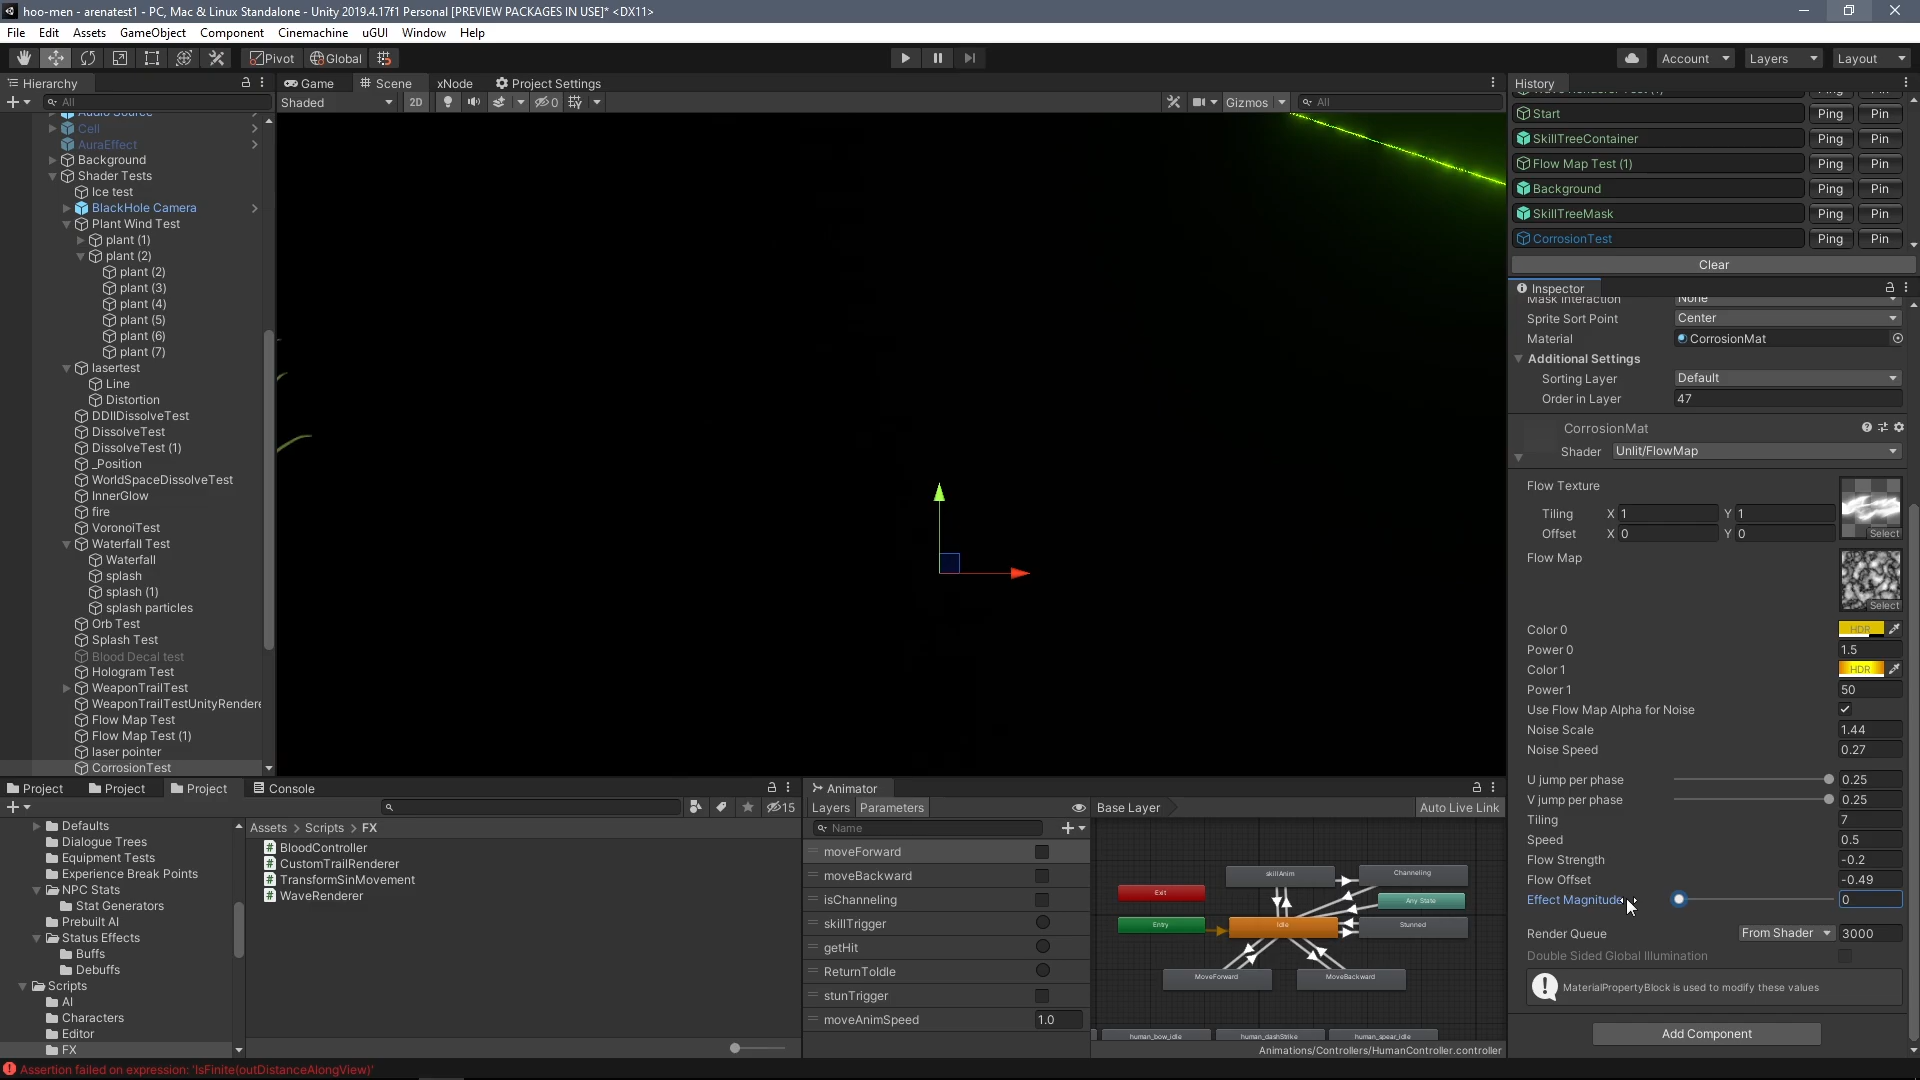 hoo-men - arenatest1 - PC, Mac & Linux Standalone - Unity 2019.4.17f1 Personal [PREVIEW PACKAGES IN USE]* <DX11>
File Edit Assets GameObject Component Cinemachine uGUI Window Help
Pivot Global Account Layers Layout
Hierarchy
All
Audio Source
Cell
AuraEffect
Background
Shader Tests
Ice test
BlackHole Camera
Plant Wind Test
plant (1)
plant (2)
plant (2)
plant (3)
plant (4)
plant (5)
plant (6)
plant (7)
lasertest
Line
Distortion
DDIIDissolveTest
DissolveTest
DissolveTest (1)
_Position
WorldSpaceDissolveTest
InnerGlow
fire
VoronoiTest
Waterfall Test
Waterfall
splash
splash (1)
splash particles
Orb Test
Splash Test
Blood Decal test
Hologram Test
WeaponTrailTest
WeaponTrailTestUnityRendere
Flow Map Test
Flow Map Test (1)
laser pointer
CorrosionTest
Game Scene xNode Project Settings
Shaded 2D 0 Gizmos All
History
Start Ping Pin
SkillTreeContainer Ping Pin
Flow Map Test (1) Ping Pin
Background Ping Pin
SkillTreeMask Ping Pin
CorrosionTest Ping Pin
Clear
Inspector
Mask Interaction None
Sprite Sort Point Center
Material CorrosionMat
Additional Settings
Sorting Layer Default
Order in Layer 47
CorrosionMat
Shader Unlit/FlowMap
Flow Texture
Tiling X 1 Y 1
Offset X 0 Y 0
Select
Flow Map
Select
Color 0 HDR
Power 0 1.5
Color 1 HDR
Power 1 50
Use Flow Map Alpha for Noise
Noise Scale 1.44
Noise Speed 0.27
U jump per phase 0.25
V jump per phase 0.25
Tiling 7
Speed 0.5
Flow Strength -0.2
Flow Offset -0.49
Effect Magnitude 0
Render Queue From Shader 3000
Double Sided Global Illumination
MaterialPropertyBlock is used to modify these values
Add Component
Project Project Project Console
15
Defaults
Dialogue Trees
Equipment Tests
Experience Break Points
NPC Stats
Stat Generators
Prebuilt AI
Status Effects
Buffs
Debuffs
Scripts
AI
Characters
Editor
FX
Assets > Scripts > FX
BloodController
CustomTrailRenderer
TransformSinMovement
WaveRenderer
Animator
Layers Parameters Base Layer Auto Live Link
Name
moveForward
moveBackward
isChanneling
skillTrigger
getHit
ReturnToIdle
stunTrigger
moveAnimSpeed 1.0
skillAnim
Channeling
Exit
Any State
Entry
Idle
Stunned
MoveForward
MoveBackward
human_bow_idle
human_dashStrike
human_spear_idle
Animations/Controllers/HumanController.controller
Assertion failed on expression: 'IsFinite(outDistanceAlongView)'